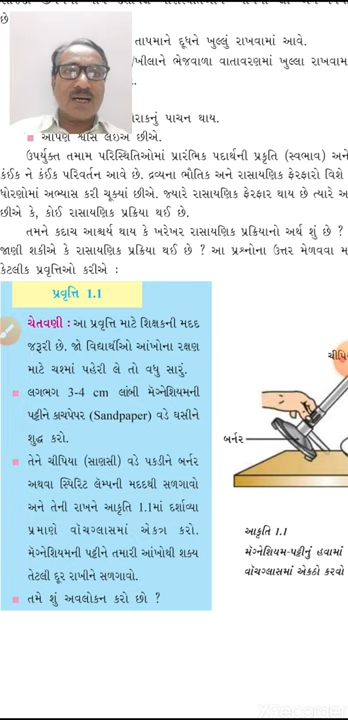 છે.
તાપમાને દૂધને ખુલ્લું રાખવામાં આવે.
ખીલાને ભેજવાળા વાતાવરણમાં ખુલ્લા રાખવામ
રાકનું પાચન થાય.
■ આપણે શ્વાસ લઇએ છીએ.
ઉપર્યુક્ત તમામ પરિસ્થિતિઓમાં પ્રારંભિક પદાર્થની પ્રકૃતિ (સ્વભાવ) અને
કંઈક ને કંઈક પરિવર્તન આવે છે. દ્રવ્યના ભૌતિક અને રાસાયણિક ફેરફારો વિશે
ધોરણોમાં અભ્યાસ કરી ચૂક્યાં છીએ. જ્યારે રાસાયણિક ફેરફાર થાય છે ત્યારે અ
છીએ કે, કોઈ રાસાયણિક પ્રક્રિયા થઈ છે.
તમને કદાચ આશ્ચર્ય થાય કે ખરેખર રાસાયણિક પ્રક્રિયાનો અર્થ શું છે ?
જાણી શકીએ કે રાસાયણિક પ્રક્રિયા થઈ છે ? આ પ્રશ્નોના ઉત્તર મેળવવા મ
કેટલીક પ્રવૃત્તિઓ કરીએ :
પ્રવૃત્તિ 1.1
ચેતવણી : આ પ્રવૃત્તિ માટે શિક્ષકની મદદ
જરૂરી છે. જો વિદ્યાર્થીઓ આંખોના રક્ષણ
માટે ચશ્માં પહેરી લે તો વધુ સારું.
■ લગભગ 3-4 cm લાંબી મૅગ્નેશિયમની
પટ્ટીને કાચપેપર (Sandpaper) વડે ઘસીને
શુદ્ધ કરો.
■ તેને ચીપિયા (સાણસી) વડે પકડીને બર્નર
અથવા સ્પિરિટ લેમ્પની મદદથી સળગાવો
અને તેની રાખને આકૃતિ 1.1માં દર્શાવ્યા
પ્રમાણે વૉચગ્લાસમાં એકત્ર કરો.
મૅગ્નેશિયમની પટ્ટીને તમારી આંખોથી શક્ય
તેટલી દૂર રાખીને સળગાવો.
■ તમે શું અવલોકન કરો છો ?
ચીપિ
બર્નર
આકૃતિ 1.1
મૅગ્નેશિયમ-પટ્ટીનું હવામાં
વૉચગ્લાસમાં એકઠો કરવો